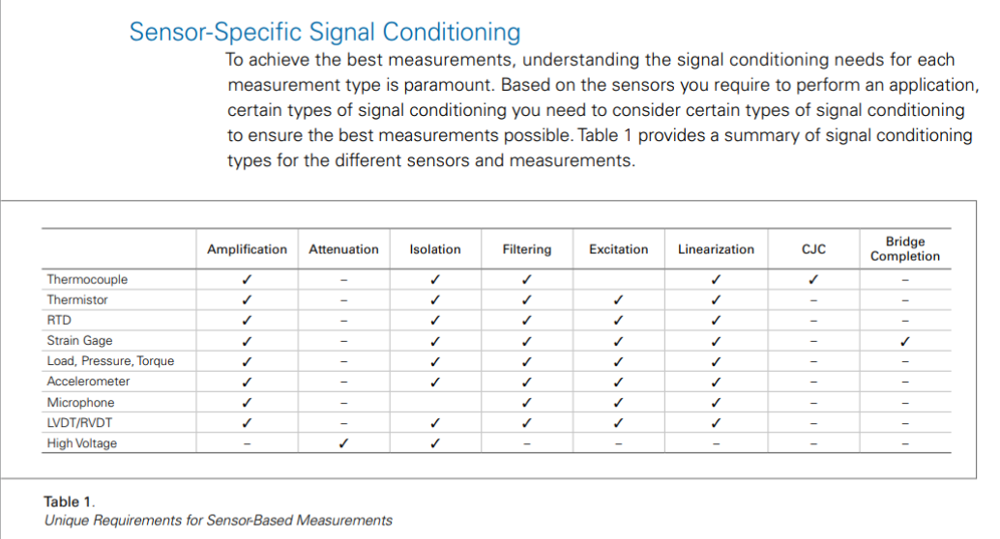 Sensor-Specific Signal Conditioning
To achieve the best measurements, understanding the signal conditioning needs for each
measurement type is paramount. Based on the sensors you require to perform an application,
certain types of signal conditioning you need to consider certain types of signal conditioning
to ensure the best measurements possible. Table 1 provides a summary of signal conditioning
types for the different sensors and measurements.
Amplification Attenuation Isolation Filtering Excitation Linearization CJC Bridge Completion
Thermocouple ✓ – ✓ ✓ ✓ ✓ –
Thermistor ✓ – ✓ ✓ ✓ ✓ – –
RTD ✓ – ✓ ✓ ✓ ✓ – –
Strain Gage ✓ – ✓ ✓ ✓ ✓ – ✓
Load, Pressure, Torque ✓ – ✓ ✓ ✓ ✓ – –
Accelerometer ✓ – ✓ ✓ ✓ ✓ – –
Microphone ✓ – ✓ ✓ ✓ – –
LVDT/RVDT ✓ – ✓ ✓ ✓ ✓ – –
High Voltage – ✓ ✓ – – – – –
Table 1.
Unique Requirements for Sensor-Based Measurements